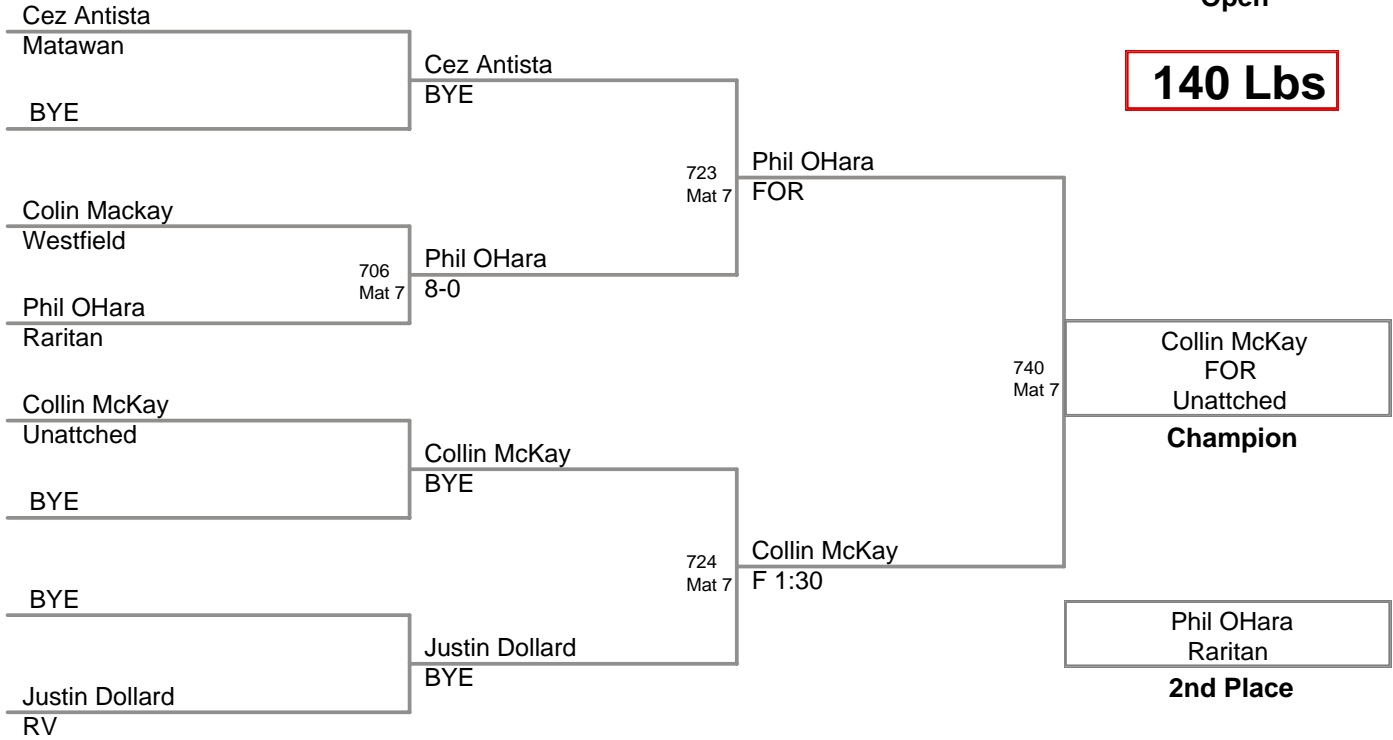 Open
140 Lbs
Cez Antista
Matawan
BYE
Colin Mackay
Westfield
Phil OHara
Raritan
Collin McKay
Unattched
BYE
BYE
Justin Dollard
RV
Cez Antista
BYE
706
Mat 7
Phil OHara
8-0
Collin McKay
BYE
Justin Dollard
BYE
723
Mat 7
Phil OHara
FOR
724
Mat 7
Collin McKay
F 1:30
740
Mat 7
Collin McKay
FOR
Unattched
Champion
Phil OHara
Raritan
2nd Place